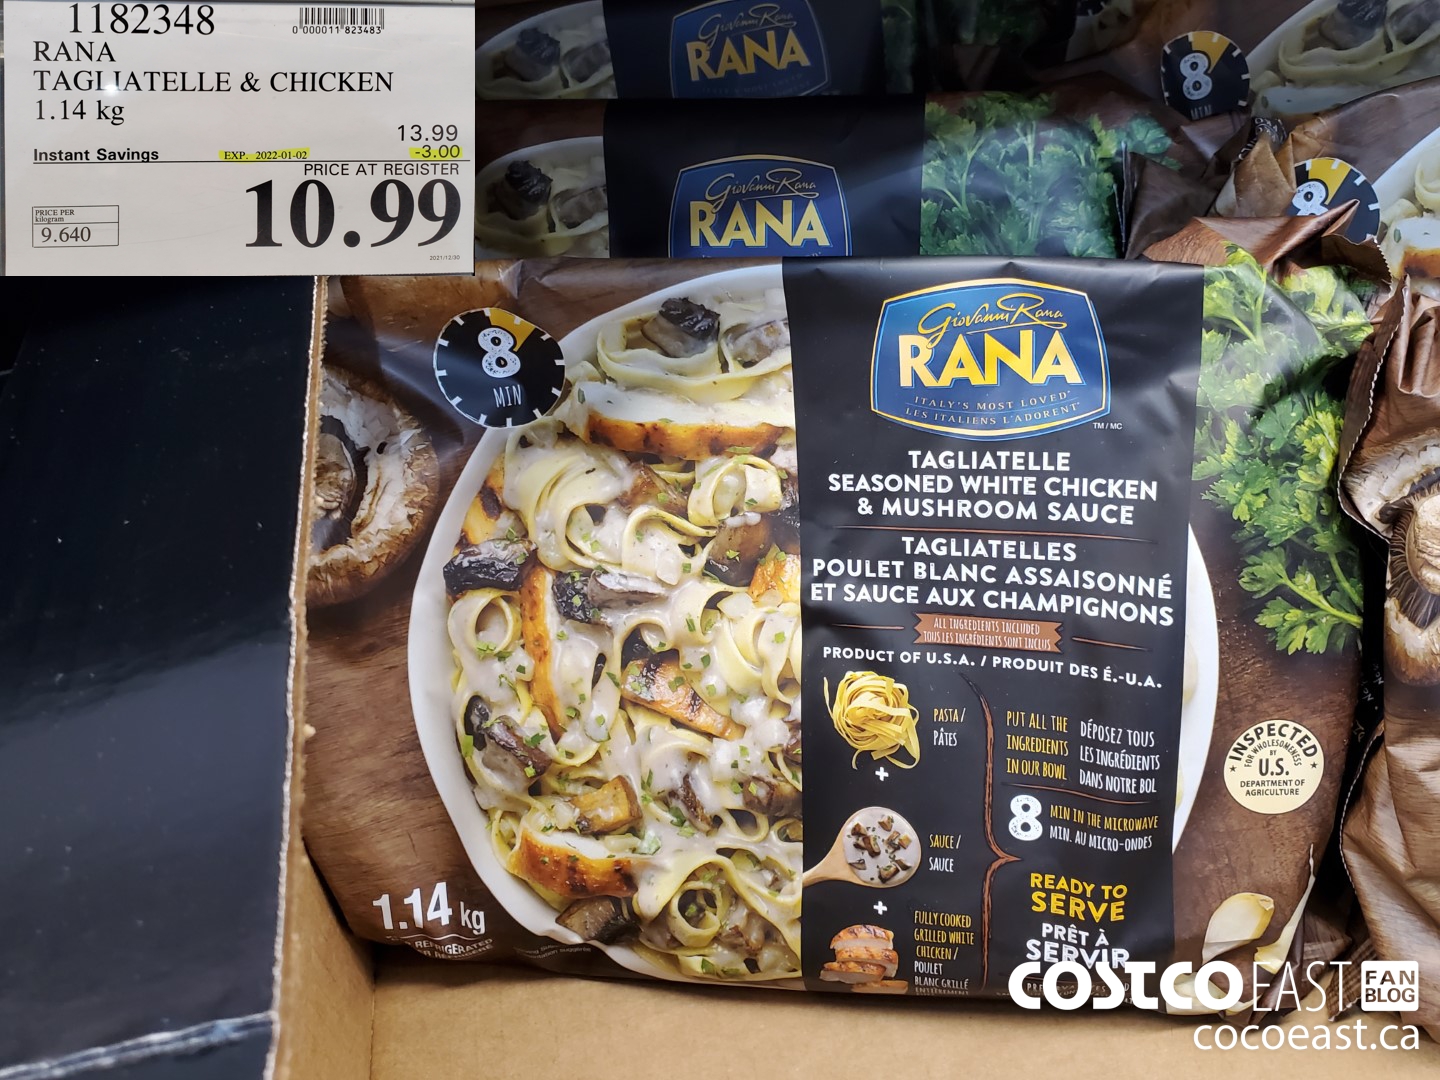 1182348
0 000011 823483
RANA
TAGLIATELLE & CHICKEN
1.14 kg
13.99
Instant Savings EXP. 2022-01-02 -3.00
PRICE AT REGISTER
10.99
PRICE PER
kilogram
9.640
2021/12/30
Giovanni Rana
RANA
8
MIN
Giovanni Rana
RANA
8
8
MIN
Giovanni Rana
RANA
ITALY'S MOST LOVED
LES ITALIENS L'ADORENT
TM / MC
TAGLIATELLE
SEASONED WHITE CHICKEN
& MUSHROOM SAUCE
TAGLIATELLES
POULET BLANC ASSAISONNÉ
ET SAUCE AUX CHAMPIGNONS
ALL INGREDIENTS INCLUDED
TOUS LES INGRÉDIENTS SONT INCLUS
PRODUCT OF U.S.A. / PRODUIT DES É.-U.A.
PASTA /
PÂTES
+
SAUCE /
SAUCE
+
FULLY COOKED
GRILLED WHITE
CHICKEN /
POULET
BLANC GRILLÉ
ENTIÈREMENT
PUT ALL THE
INGREDIENTS
IN OUR BOWL
DÉPOSEZ TOUS
LES INGRÉDIENTS
DANS NOTRE BOL
8 MIN IN THE MICROWAVE
MIN. AU MICRO-ONDES
READY TO
SERVE
PRÊT À
SERVIR
INSPECTED
FOR WHOLESOMENESS
BY
U.S.
DEPARTMENT OF
AGRICULTURE
1.14 kg
REFRIGERATED
COSTCO EAST FAN
BLOG
cocoeast.ca